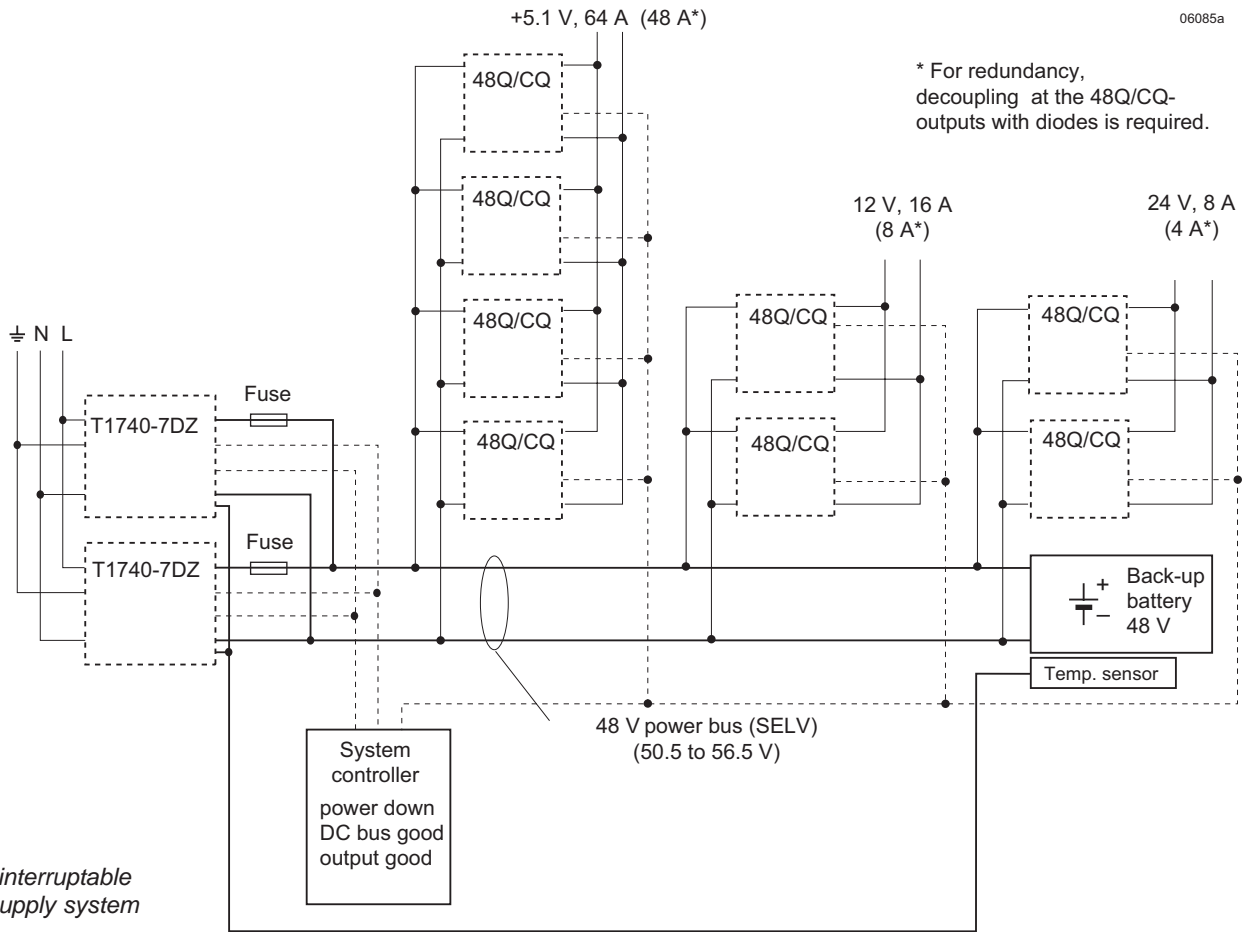 +5.1 V, 64 A (48 A*)
06085a
* For redundancy,
decoupling at the 48Q/CQ-
outputs with diodes is required.
48Q/CQ
48Q/CQ
48Q/CQ
48Q/CQ
12 V, 16 A
(8 A*)
48Q/CQ
48Q/CQ
24 V, 8 A
(4 A*)
48Q/CQ
48Q/CQ
N L
T1740-7DZ
Fuse
T1740-7DZ
Fuse
+
–
Back-up
battery
48 V
Temp. sensor
48 V power bus (SELV)
(50.5 to 56.5 V)
System
controller
power down
DC bus good
output good
interruptable
upply system